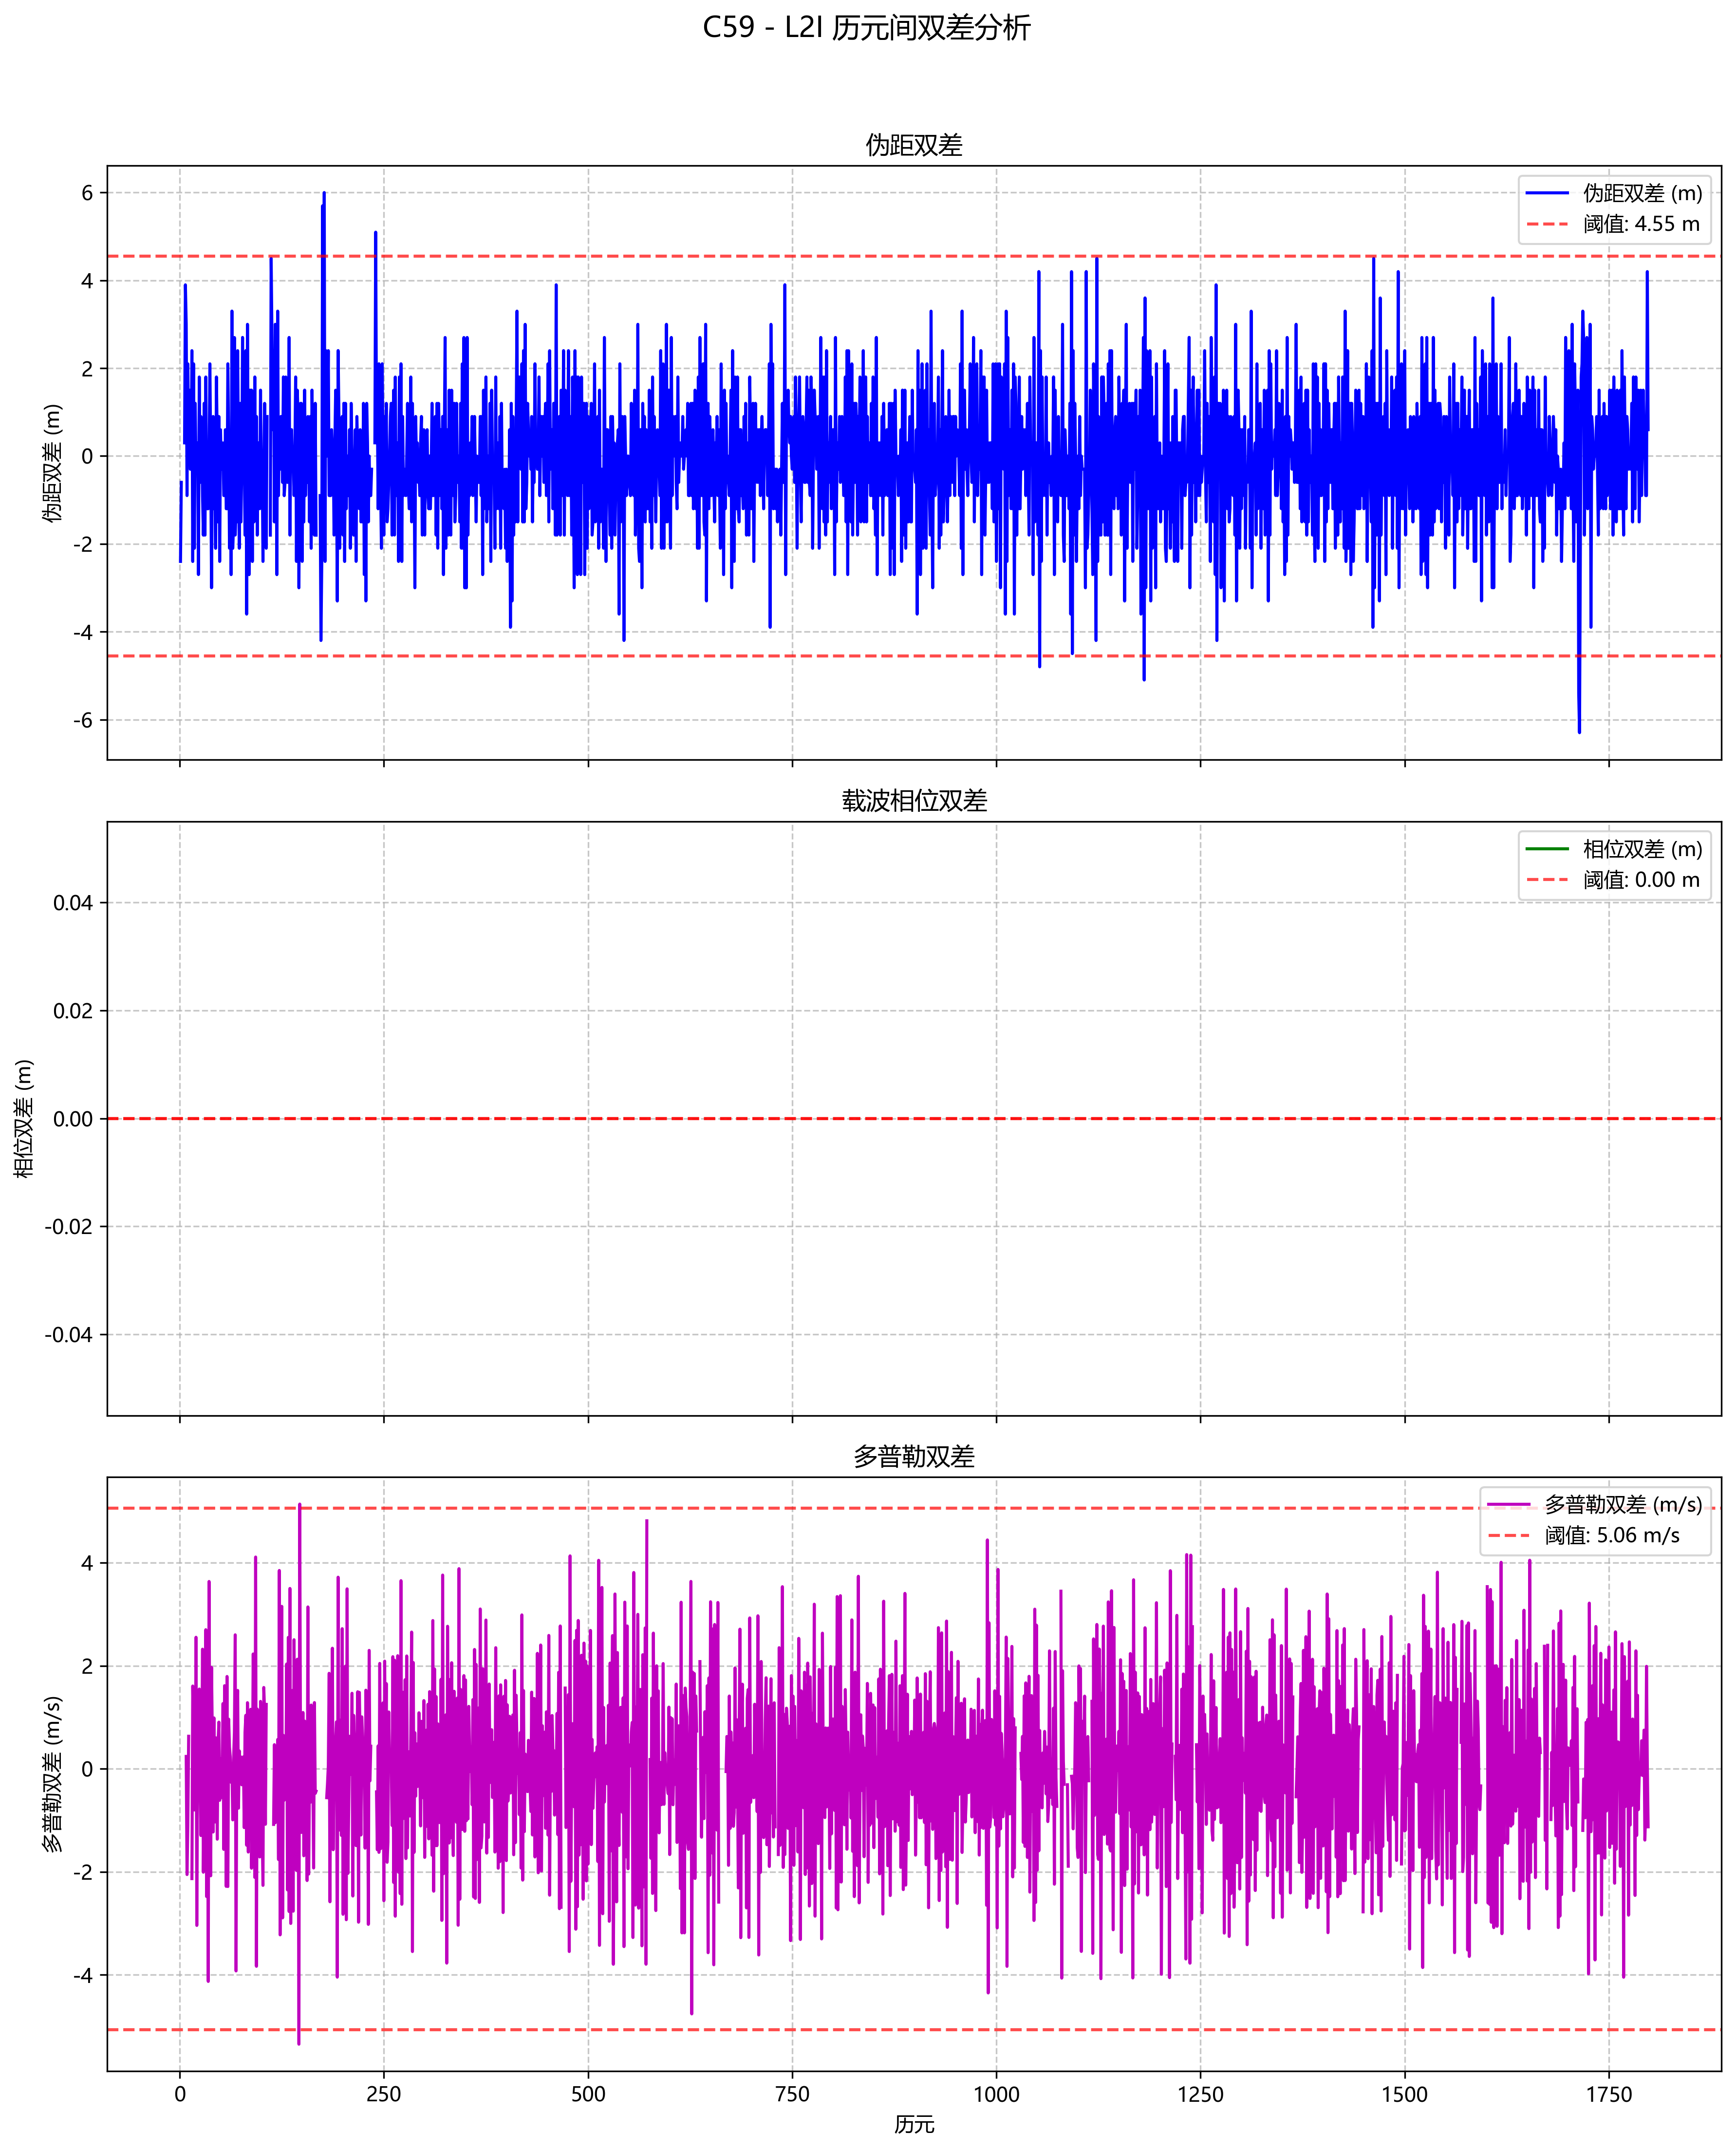 C59 - L2I 历元间双差分析
伪距双差
伪距双差 (m)
6
4
2
0
-2
-4
-6
伪距双差 (m)
阈值: 4.55 m
载波相位双差
相位双差 (m)
0.04
0.02
0.00
-0.02
-0.04
相位双差 (m)
阈值: 0.00 m
多普勒双差
多普勒双差 (m/s)
4
2
0
-2
-4
多普勒双差 (m/s)
阈值: 5.06 m/s
0 250 500 750 1000 1250 1500 1750
历元